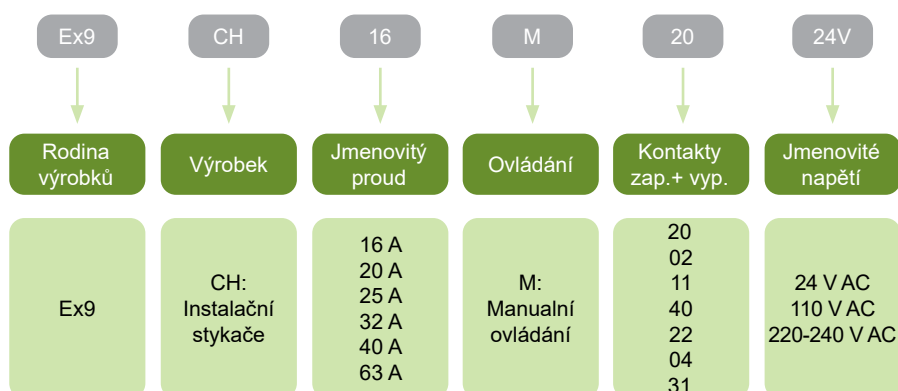 Ex9
CH
16
M
20
24V
Rodina
výrobků
Výrobek
Jmenovitý
proud
Ovládání
Kontakty
zap.+ vyp.
Jmenovité
napětí
Ex9
CH:
Instalační
stykače
16 A
20 A
25 A
32 A
40 A
63 A
M:
Manualní
ovládání
20
02
11
40
22
04
31
24 V AC
110 V AC
220-240 V AC